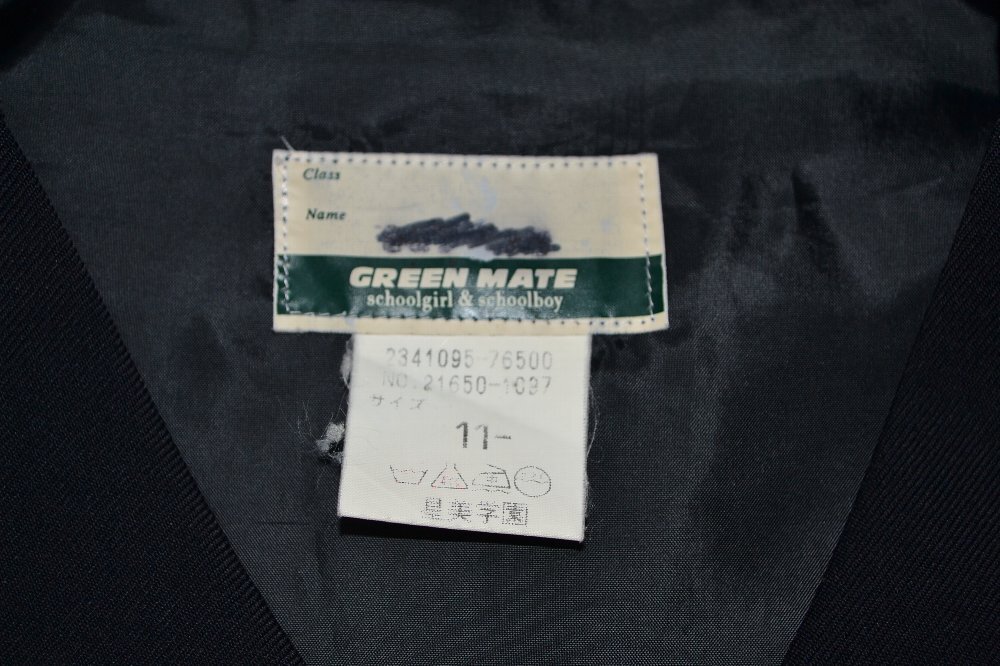 Class
Name
GREEN MATE
schoolgirl & schoolboy
2341095-76500
NO.21650-1037
サイズ
11-
星美学園